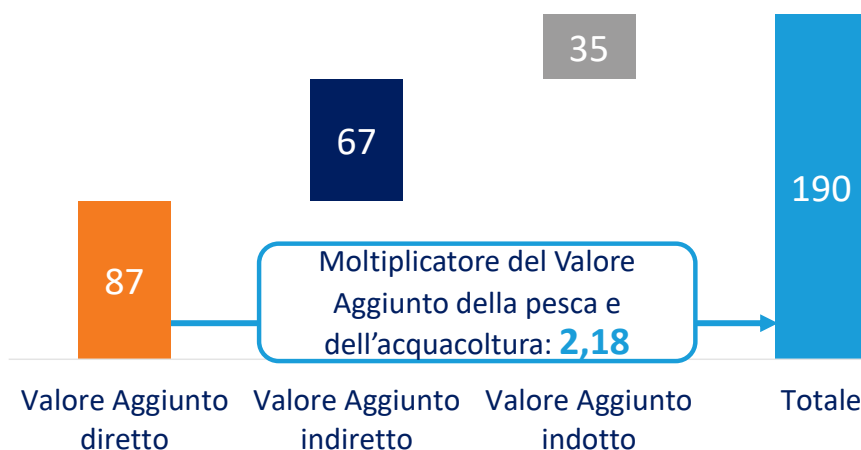 35
67
190
87
Moltiplicatore del Valore
Aggiunto della pesca e
dell’acquacoltura: 2,18
Valore Aggiunto
diretto
Valore Aggiunto
indiretto
Valore Aggiunto
indotto
Totale